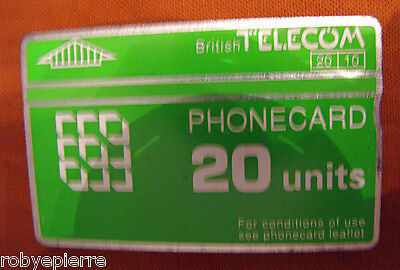 British TELECOM
20 10
PHONECARD
20 units
For conditions of use
see phonecard leaflet
robyepierre